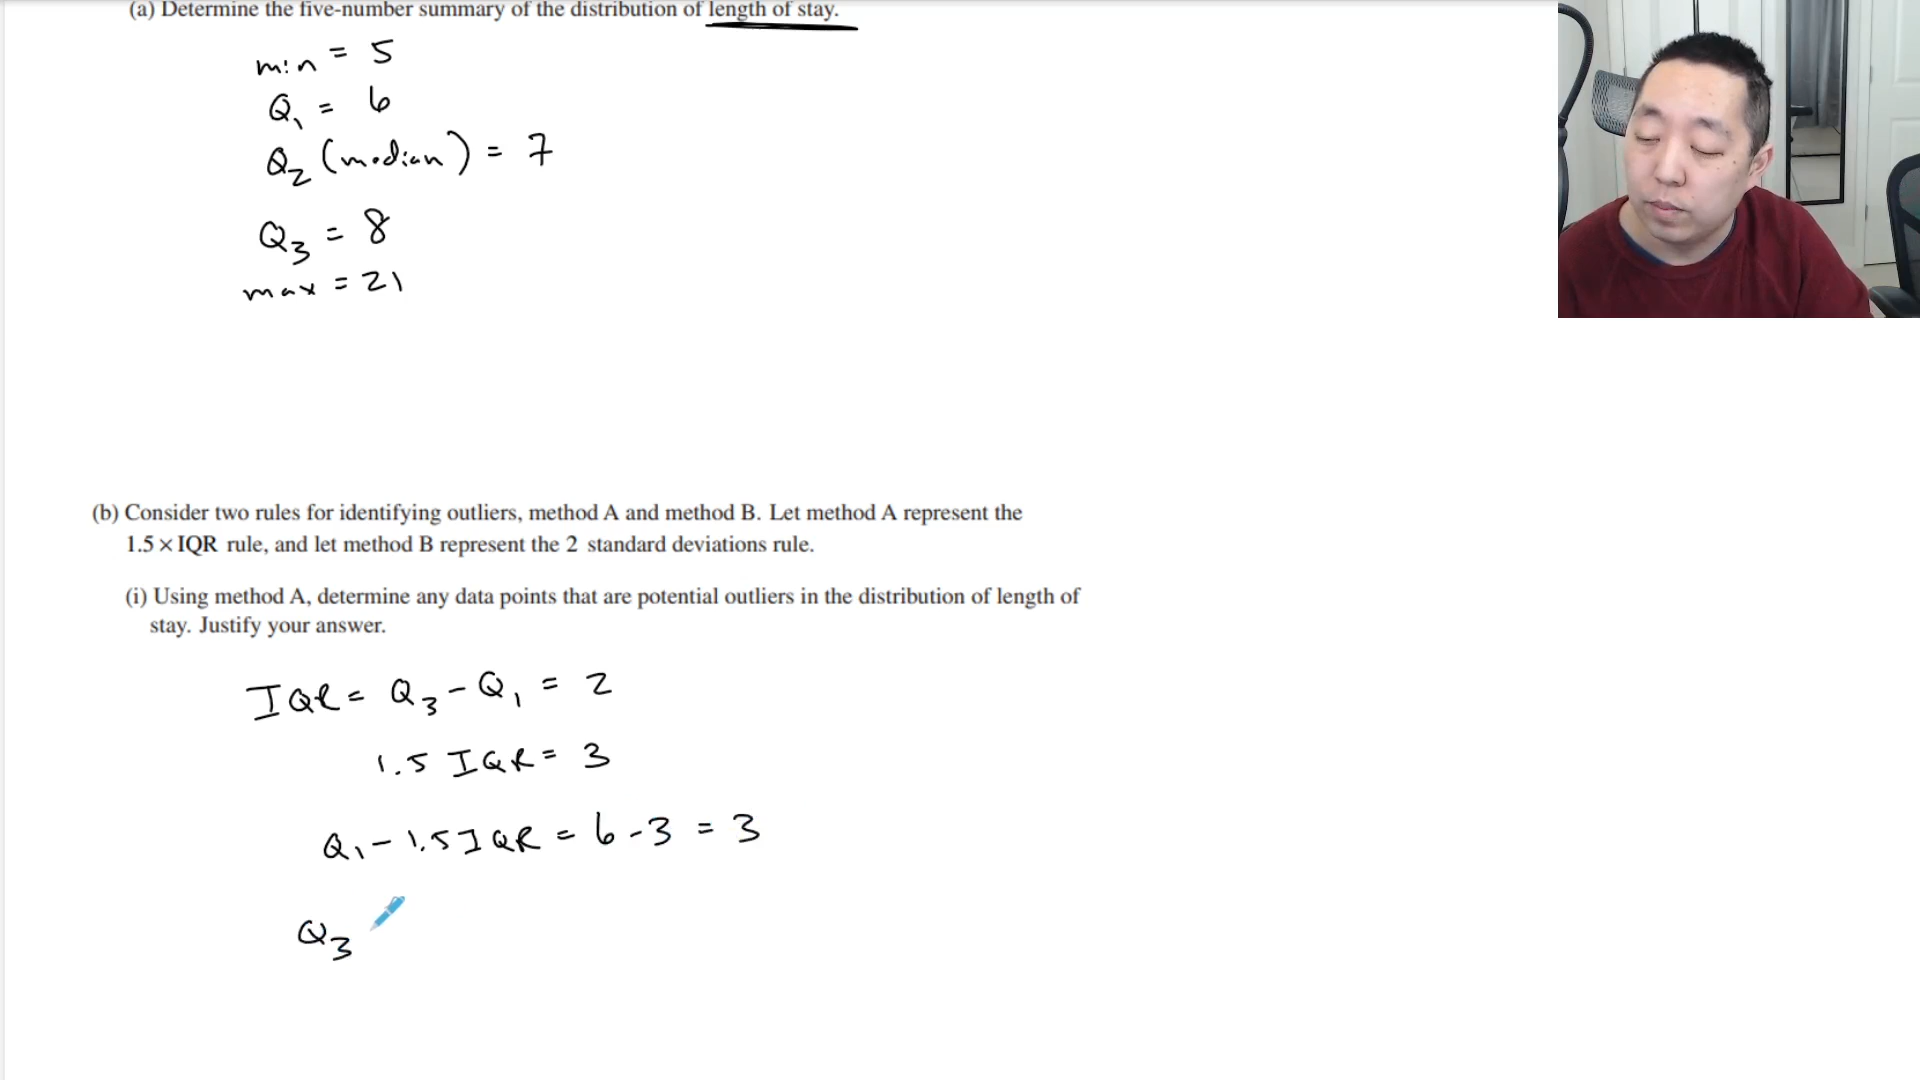 (a) Determine the five-number summary of the distribution of length of stay.
min = 5
Q1 = 6
Q2 (median) = 7
Q3 = 8
max = 21
(b) Consider two rules for identifying outliers, method A and method B. Let method A represent the
1.5 × IQR rule, and let method B represent the 2 standard deviations rule.
(i) Using method A, determine any data points that are potential outliers in the distribution of length of
stay. Justify your answer.
IQR = Q3 - Q1 = 2
1.5 IQR = 3
Q1 - 1.5 IQR = 6 - 3 = 3
Q3